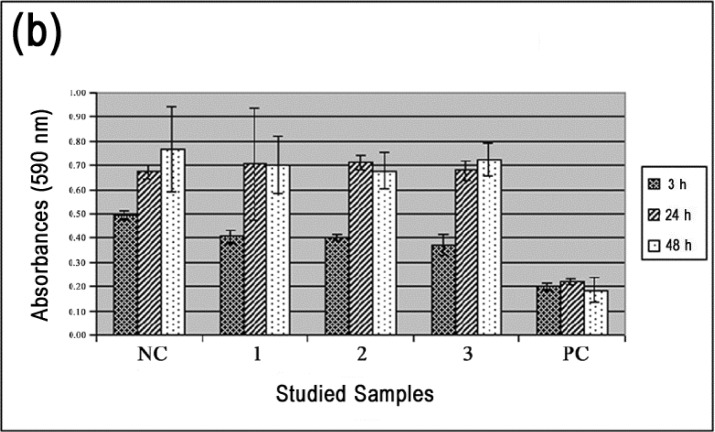 (b)
Absorbances (590 nm)
1.00
0.90
0.80
0.70
0.60
0.50
0.40
0.30
0.20
0.10
0.00
NC 1 2 3 PC
Studied Samples
3 h
24 h
48 h